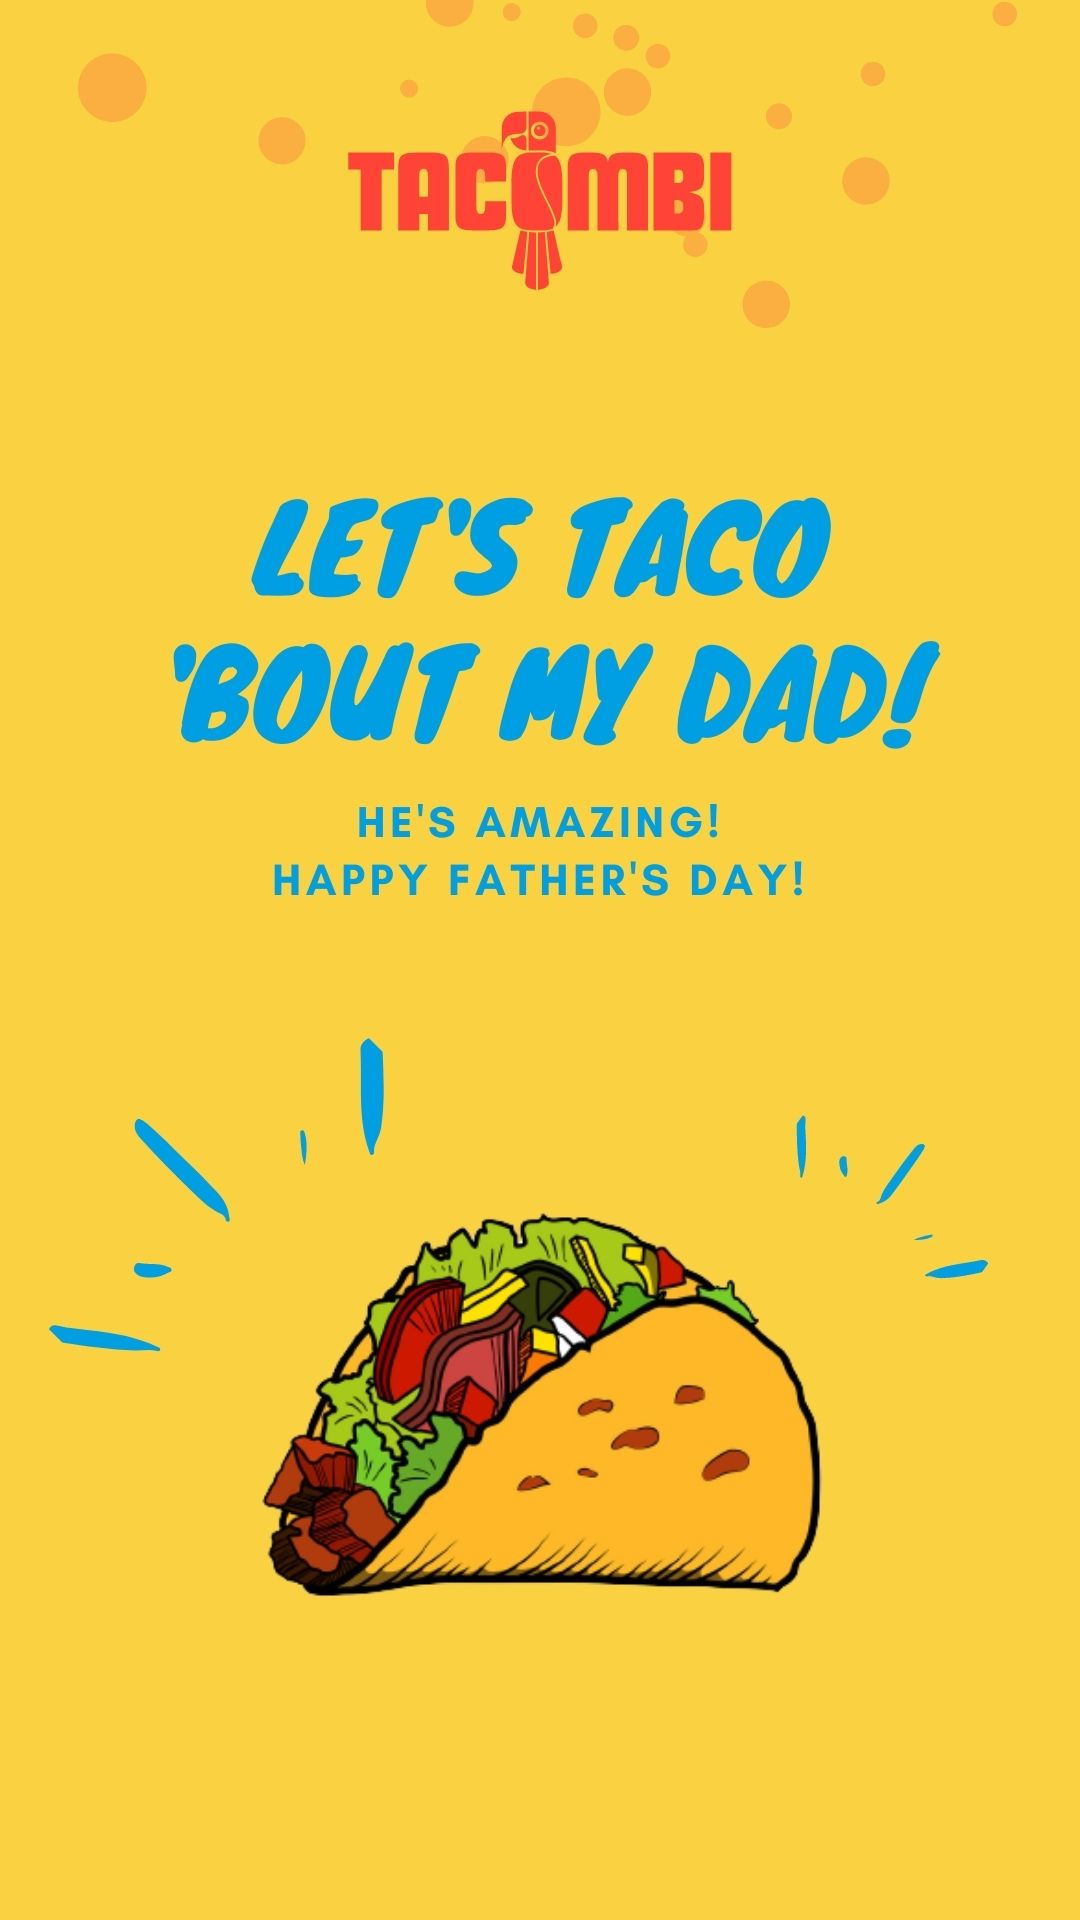 TACOMBI
LET'S TACO
'BOUT MY DAD!
HE'S AMAZING!
HAPPY FATHER'S DAY!